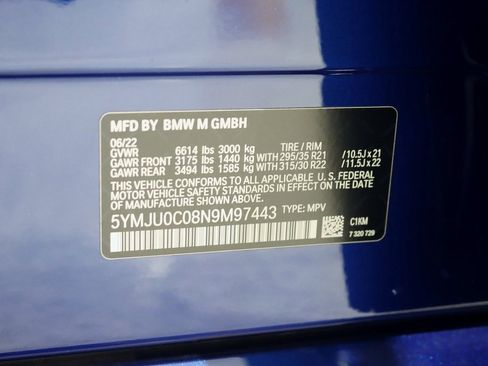 MFD BY BMW M GMBH
06/22
GVWR 6614 lbs 3000 kg TIRE / RIM
GAWR FRONT 3175 lbs 1440 kg WITH 295/35 R21 /10.5J x 21
GAWR REAR 3494 lbs 1585 kg WITH 315/30 R22 /11.5J x 22
THIS VEHICLE CONFORMS TO ALL APPLICABLE U. S. FEDERAL
MOTOR VEHICLE SAFETY STANDARDS IN EFFECT ON THE DATE
OF MANUFACTURE SHOWN ABOVE.
5YMJU0C08N9M97443 TYPE: MPV
C1KM
7 320 729